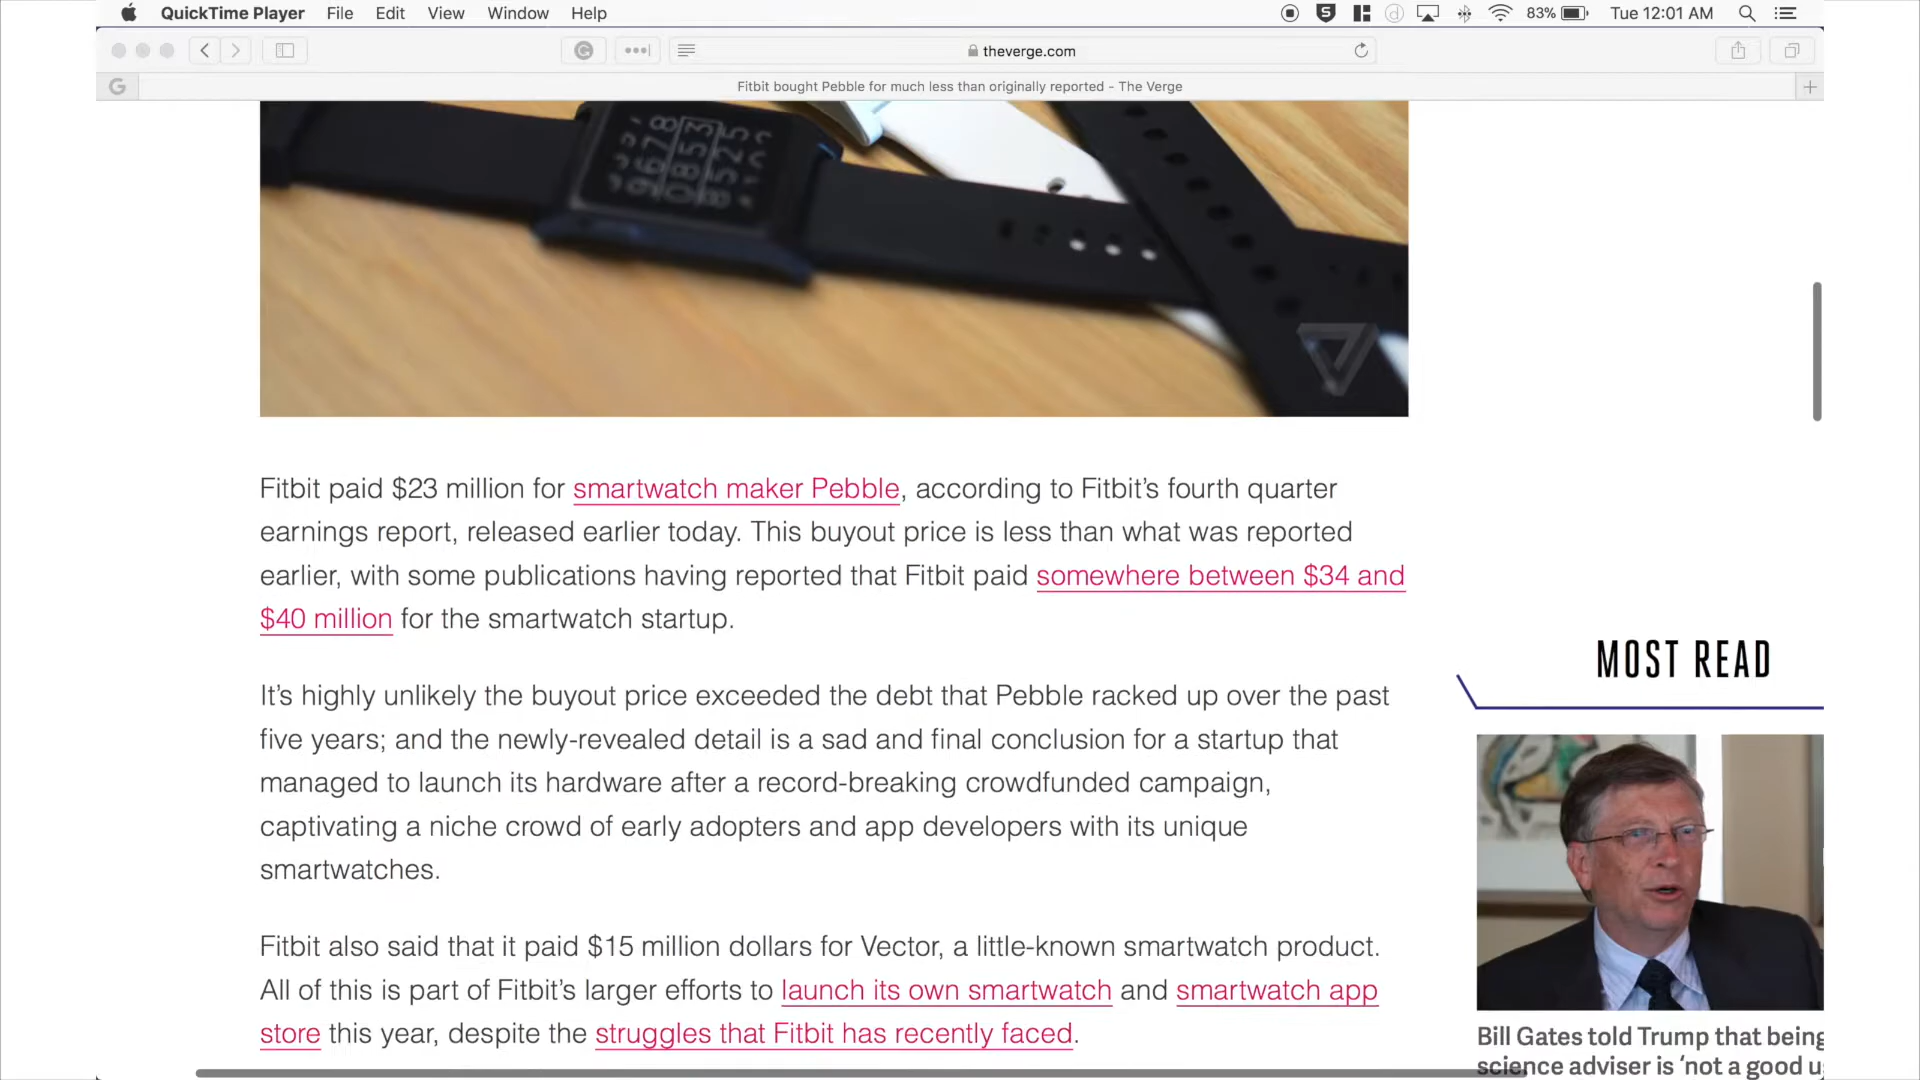 QuickTime Player File Edit View Window Help 83% Tue 12:01 AM
theverge.com
Fitbit bought Pebble for much less than originally reported - The Verge
Fitbit paid $23 million for smartwatch maker Pebble, according to Fitbit’s fourth quarter
earnings report, released earlier today. This buyout price is less than what was reported
earlier, with some publications having reported that Fitbit paid somewhere between $34 and
$40 million for the smartwatch startup.
It’s highly unlikely the buyout price exceeded the debt that Pebble racked up over the past
five years; and the newly-revealed detail is a sad and final conclusion for a startup that
managed to launch its hardware after a record-breaking crowdfunded campaign,
captivating a niche crowd of early adopters and app developers with its unique
smartwatches.
Fitbit also said that it paid $15 million dollars for Vector, a little-known smartwatch product.
All of this is part of Fitbit’s larger efforts to launch its own smartwatch and smartwatch app
store this year, despite the struggles that Fitbit has recently faced.
MOST READ
Bill Gates told Trump that being
science adviser is ‘not a good u